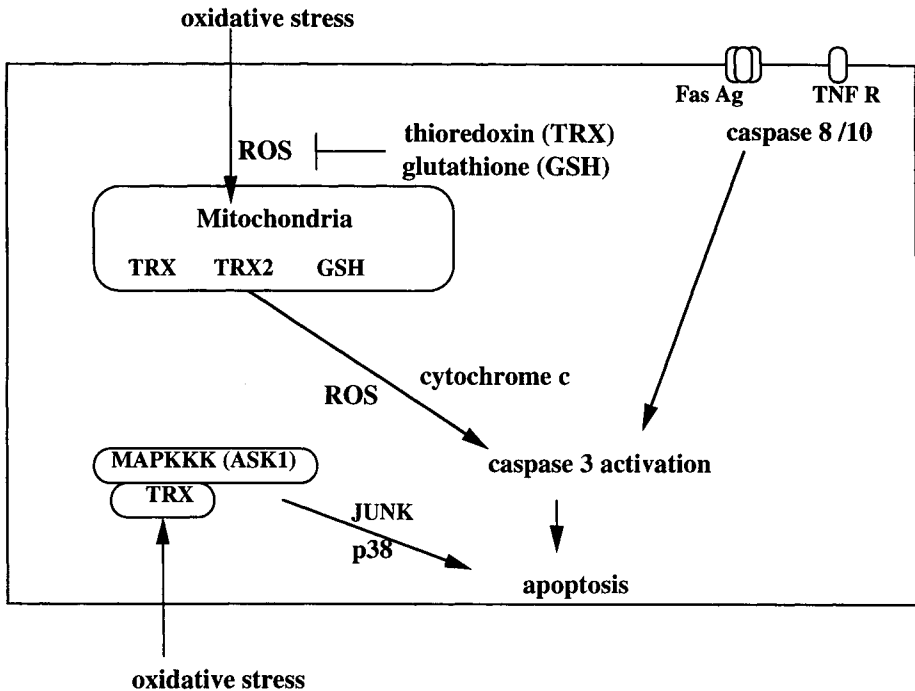 oxidative stress
Fas Ag
TNF R
caspase 8 /10
ROS
thioredoxin (TRX)
glutathione (GSH)
Mitochondria
TRX TRX2 GSH
cytochrome c
ROS
caspase 3 activation
MAPKKK (ASK1)
TRX
JUNK
p38
apoptosis
oxidative stress